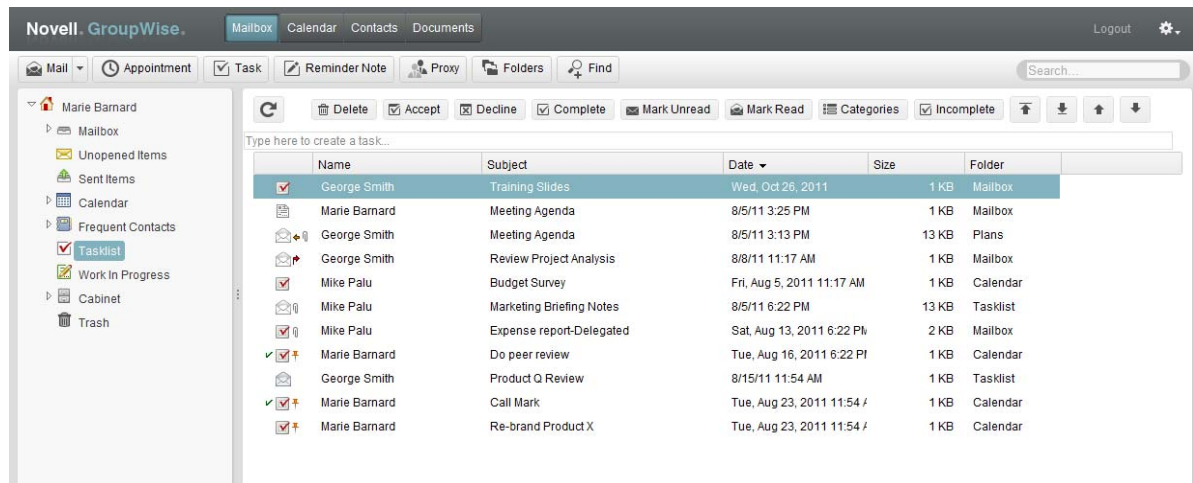 Novell. GroupWise. Mailbox Calendar Contacts Documents Logout
Mail Appointment Task Reminder Note Proxy Folders Find Search...
Marie Barnard
Mailbox
Unopened Items
Sent Items
Calendar
Frequent Contacts
Tasklist
Work In Progress
Cabinet
Trash
Delete Accept Decline Complete Mark Unread Mark Read Categories Incomplete
Type here to create a task...
Name Subject Date Size Folder
George Smith Training Slides Wed, Oct 26, 2011 1 KB Mailbox
Marie Barnard Meeting Agenda 8/5/11 3:25 PM 1 KB Mailbox
George Smith Meeting Agenda 8/5/11 3:13 PM 13 KB Plans
George Smith Review Project Analysis 8/8/11 11:17 AM 1 KB Mailbox
Mike Palu Budget Survey Fri, Aug 5, 2011 11:17 AM 1 KB Calendar
Mike Palu Marketing Briefing Notes 8/5/11 6:22 PM 13 KB Tasklist
Mike Palu Expense report-Delegated Sat, Aug 13, 2011 6:22 PM 2 KB Mailbox
Marie Barnard Do peer review Tue, Aug 16, 2011 6:22 1 KB Calendar
George Smith Product Q Review 8/15/11 11:54 AM 1 KB Tasklist
Marie Barnard Call Mark Tue, Aug 23, 2011 11:54 1 KB Calendar
Marie Barnard Re-brand Product X Tue, Aug 23, 2011 11:54 1 KB Calendar